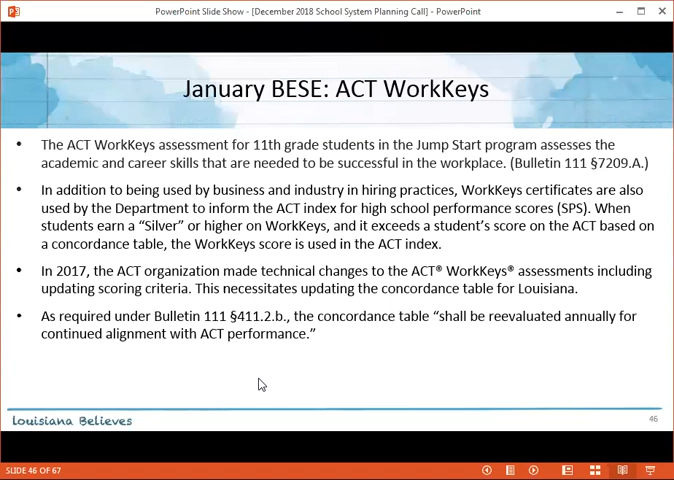 PowerPoint Slide Show - [December 2018 School System Planning Call] - PowerPoint
January BESE: ACT WorkKeys
• The ACT WorkKeys assessment for 11th grade students in the Jump Start program assesses the
academic and career skills that are needed to be successful in the workplace. (Bulletin 111 §7209.A.)
• In addition to being used by business and industry in hiring practices, WorkKeys certificates are also
used by the Department to inform the ACT index for high school performance scores (SPS). When
students earn a “Silver” or higher on WorkKeys, and it exceeds a student’s score on the ACT based on
a concordance table, the WorkKeys score is used in the ACT index.
• In 2017, the ACT organization made technical changes to the ACT® WorkKeys® assessments including
updating scoring criteria. This necessitates updating the concordance table for Louisiana.
• As required under Bulletin 111 §411.2.b., the concordance table “shall be reevaluated annually for
continued alignment with ACT performance.”
Louisiana Believes
46
SLIDE 46 OF 67